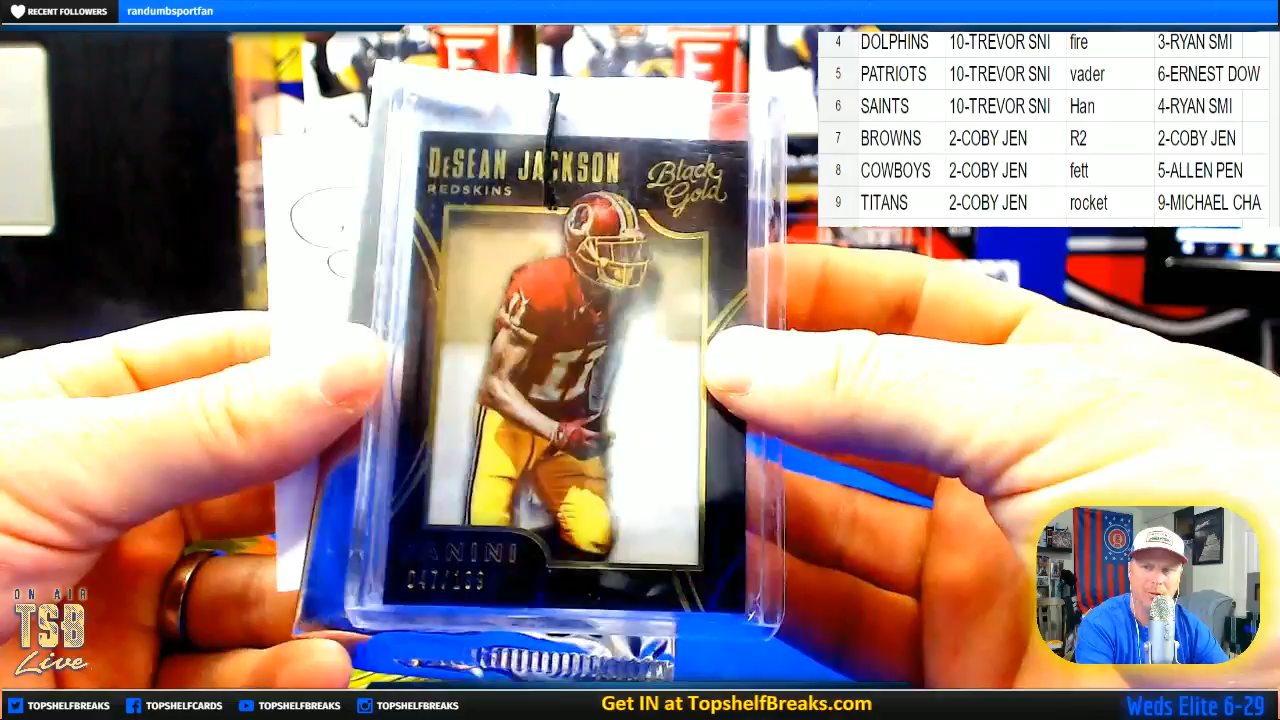 RECENT FOLLOWERS randumbsportfan
4 DOLPHINS 10-TREVOR SNI fire 3-RYAN SMI
5 PATRIOTS 10-TREVOR SNI vader 6-ERNEST DOW
6 SAINTS 10-TREVOR SNI Han 4-RYAN SMI
7 BROWNS 2-COBY JEN R2 2-COBY JEN
8 COWBOYS 2-COBY JEN fett 5-ALLEN PEN
9 TITANS 2-COBY JEN rocket 9-MICHAEL CHA
DESEAN JACKSON
REDSKINS
Black
Gold
11
11
PANINI
ON AIR
TSB
Live
TOPSHELFBREAKS TOPSHELFCARDS TOPSHELFBREAKS TOPSHELFBREAKS Get IN at TopshelfBreaks.com Weds Elite 6-29